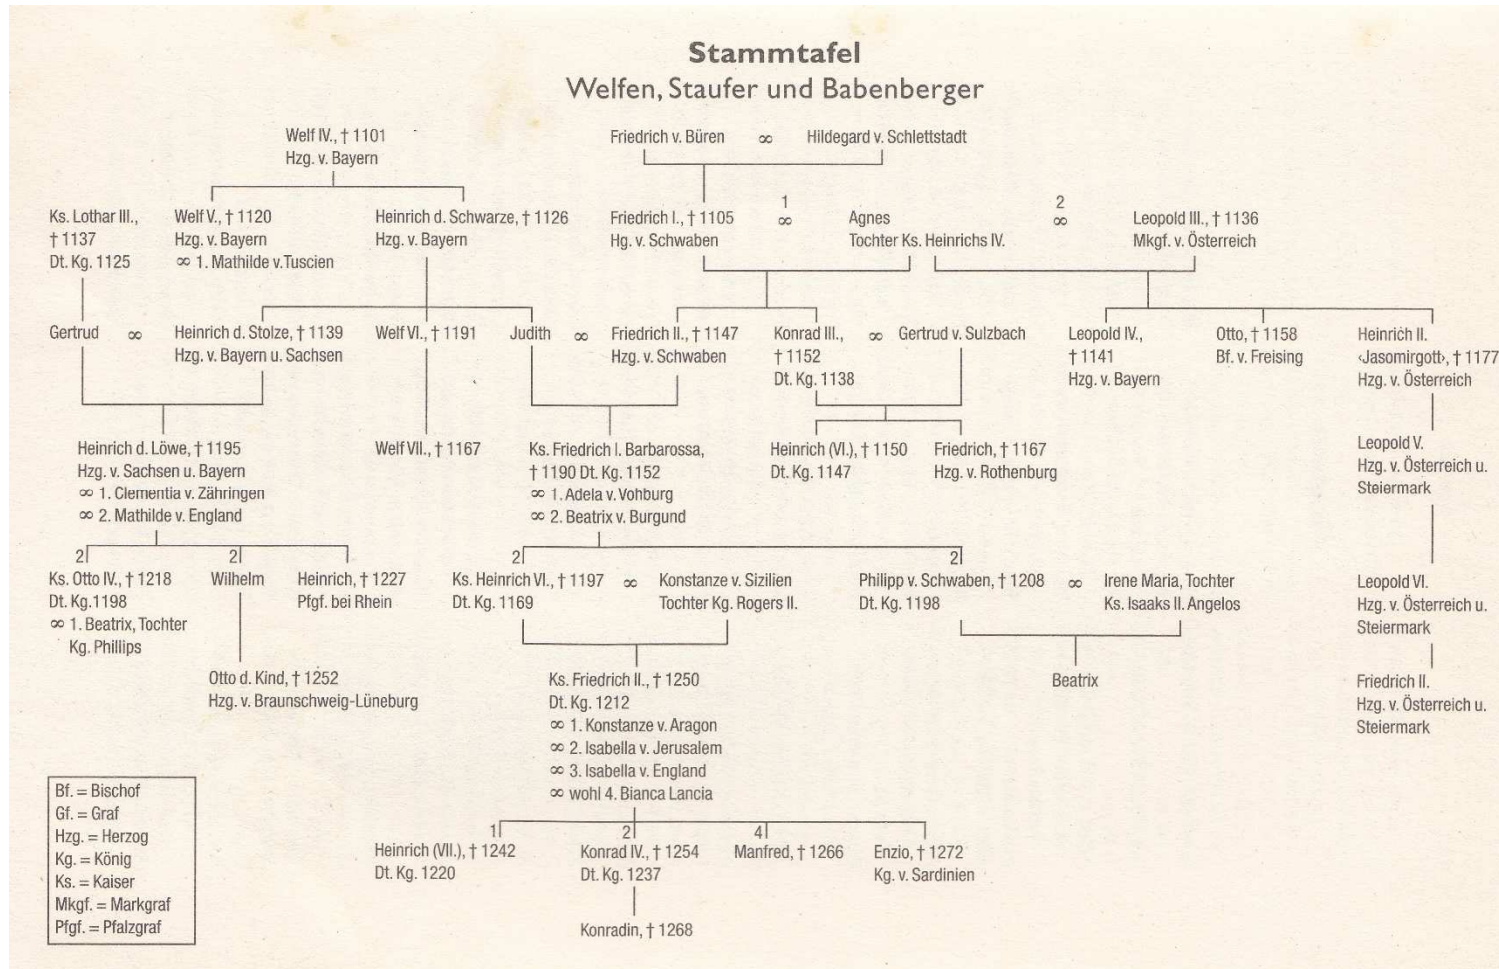 Stammtafel
Welfen, Staufer und Babenberger
Welf IV., † 1101
Hzg. v. Bayern
Friedrich v. Büren ∞ Hildegard v. Schlettstadt
Ks. Lothar III.,
† 1137
Dt. Kg. 1125
Welf V., † 1120
Hzg. v. Bayern
∞ 1. Mathilde v. Tuscien
Heinrich d. Schwarze, † 1126
Hzg. v. Bayern
Friedrich I., † 1105
Hg. v. Schwaben
1
∞
Agnes
Tochter Ks. Heinrichs IV.
2
∞
Leopold III., † 1136
Mkgf. v. Österreich
Gertrud ∞
Heinrich d. Stolze, † 1139
Hzg. v. Bayern u. Sachsen
Welf VI., † 1191
Judith ∞
Friedrich II., † 1147
Hzg. v. Schwaben
Konrad III.,
† 1152
Dt. Kg. 1138
∞ Gertrud v. Sulzbach
Leopold IV.,
† 1141
Hzg. v. Bayern
Otto, † 1158
Bf. v. Freising
Heinrich II.
‹Jasomirgott›, † 1177
Hzg. v. Österreich
Heinrich d. Löwe, † 1195
Hzg. v. Sachsen u. Bayern
∞ 1. Clementia v. Zähringen
∞ 2. Mathilde v. England
Welf VII., † 1167
Ks. Friedrich I. Barbarossa,
† 1190 Dt. Kg. 1152
∞ 1. Adela v. Vohburg
∞ 2. Beatrix v. Burgund
Heinrich (VI.), † 1150
Dt. Kg. 1147
Friedrich, † 1167
Hzg. v. Rothenburg
Leopold V.
Hzg. v. Österreich u.
Steiermark
2
Ks. Otto IV., † 1218
Dt. Kg. 1198
∞ 1. Beatrix, Tochter
Kg. Phillips
2
Wilhelm
Heinrich, † 1227
Pfgf. bei Rhein
2
Ks. Heinrich VI., † 1197
Dt. Kg. 1169
∞
Konstanze v. Sizilien
Tochter Kg. Rogers II.
2
Philipp v. Schwaben, † 1208
Dt. Kg. 1198
∞
Irene Maria, Tochter
Ks. Isaaks II. Angelos
Leopold VI.
Hzg. v. Österreich u.
Steiermark
Otto d. Kind, † 1252
Hzg. v. Braunschweig-Lüneburg
Ks. Friedrich II., † 1250
Dt. Kg. 1212
∞ 1. Konstanze v. Aragon
∞ 2. Isabella v. Jerusalem
∞ 3. Isabella v. England
∞ wohl 4. Bianca Lancia
Beatrix
Friedrich II.
Hzg. v. Österreich u.
Steiermark
1
Heinrich (VII.), † 1242
Dt. Kg. 1220
2
Konrad IV., † 1254
Dt. Kg. 1237
4
Manfred, † 1266
Enzio, † 1272
Kg. v. Sardinien
Konradin, † 1268
Bf. = Bischof
Gf. = Graf
Hzg. = Herzog
Kg. = König
Ks. = Kaiser
Mkgf. = Markgraf
Pfgf. = Pfalzgraf